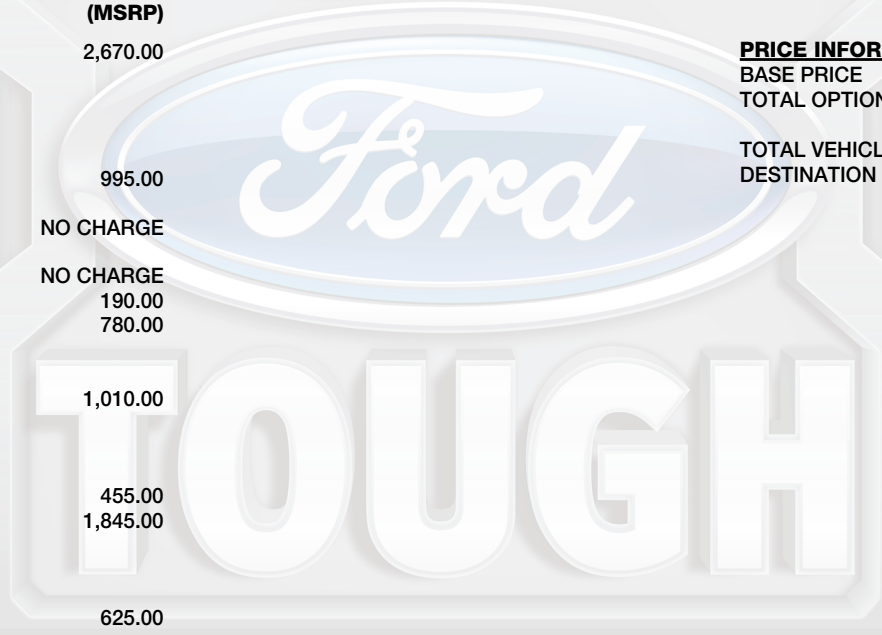 (MSRP)
2,670.00
995.00
NO CHARGE
NO CHARGE
190.00
780.00
1,010.00
455.00
1,845.00
625.00
PRICE INFOR
BASE PRICE
TOTAL OPTION
TOTAL VEHICL
DESTINATION
Ford
TOUGH